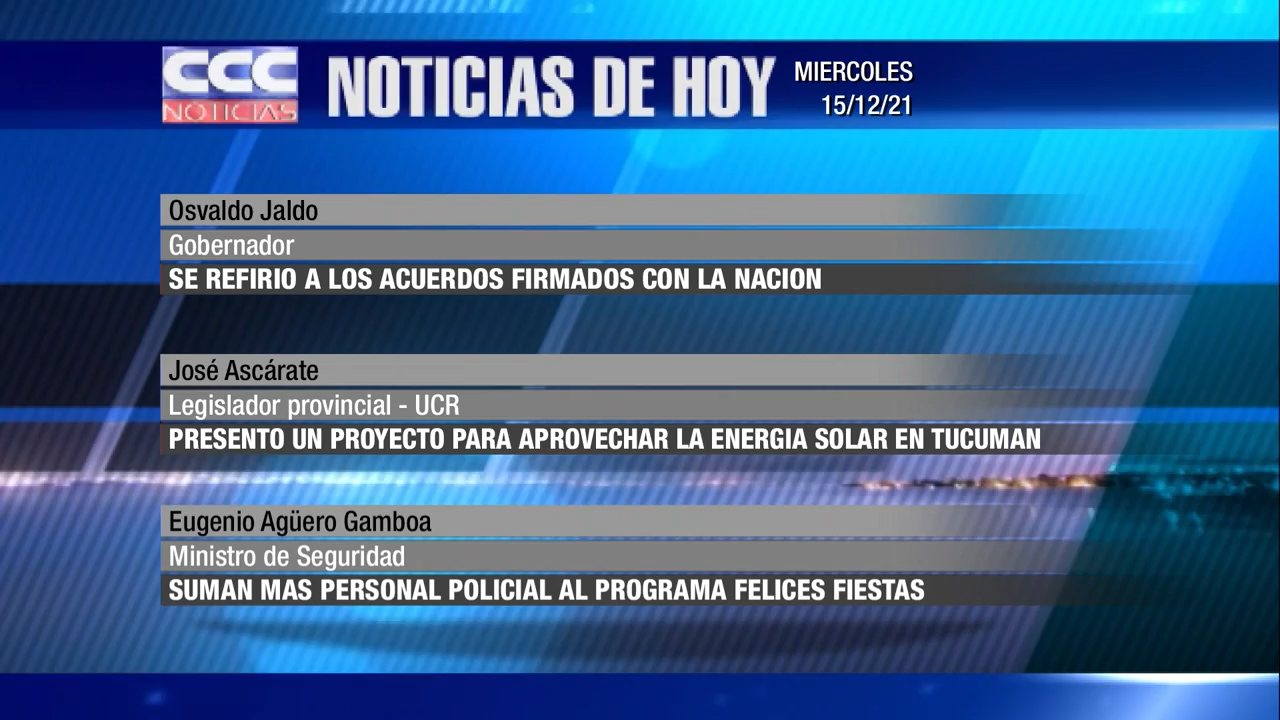 CCC
NOTICIAS
NOTICIAS DE HOY
MIERCOLES
15/12/21
Osvaldo Jaldo
Gobernador
SE REFIRIO A LOS ACUERDOS FIRMADOS CON LA NACION
José Ascárate
Legislador provincial - UCR
PRESENTO UN PROYECTO PARA APROVECHAR LA ENERGIA SOLAR EN TUCUMAN
Eugenio Agüero Gamboa
Ministro de Seguridad
SUMAN MAS PERSONAL POLICIAL AL PROGRAMA FELICES FIESTAS